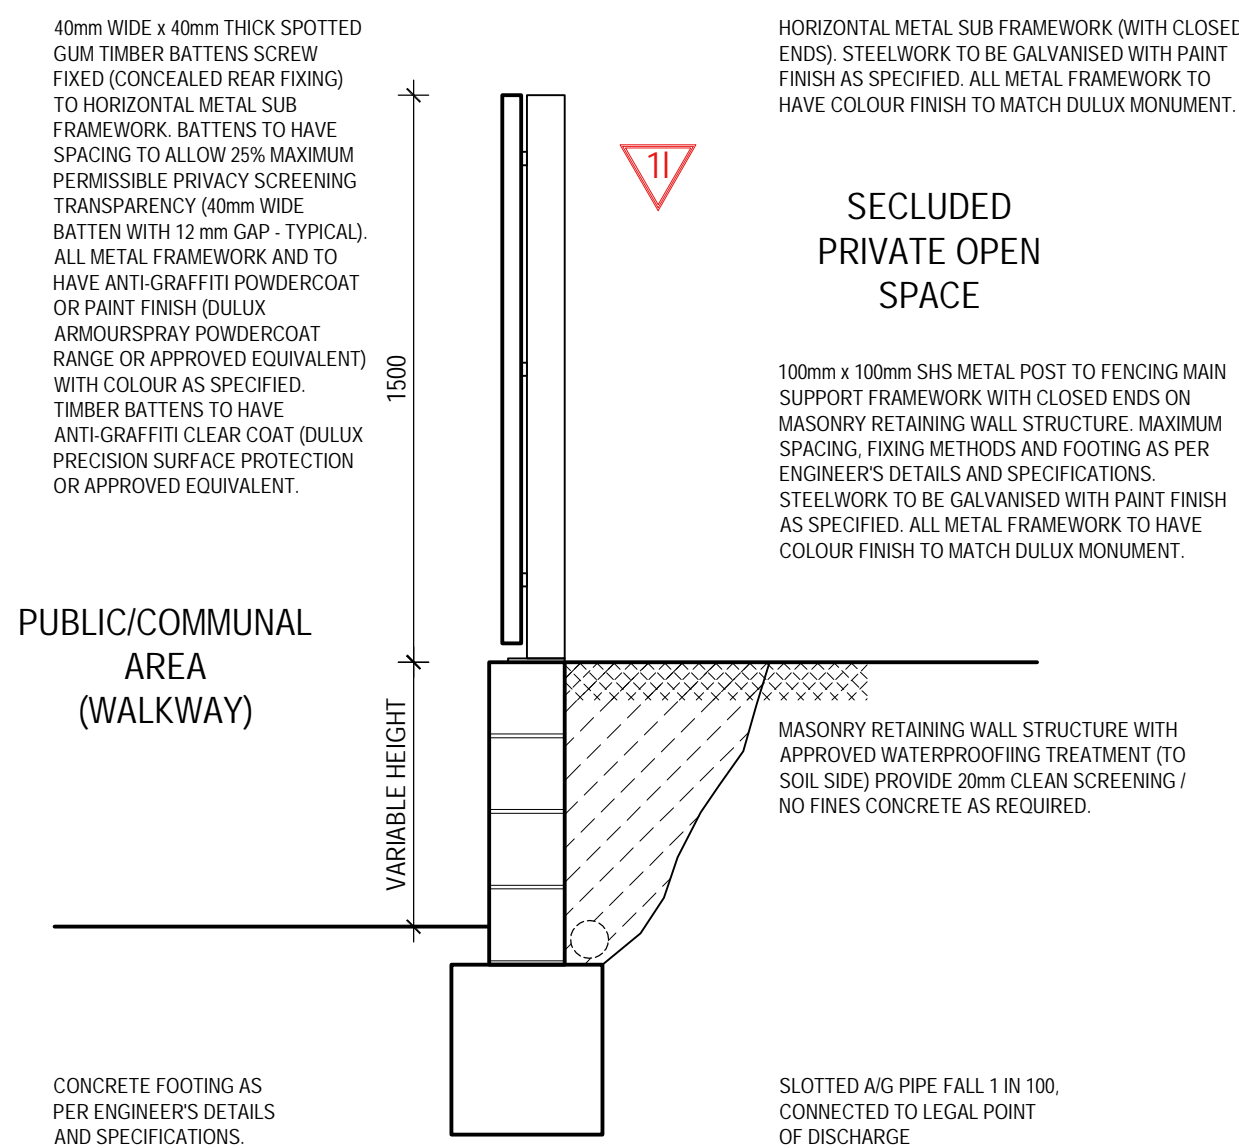 40mm WIDE x 40mm THICK SPOTTED
GUM TIMBER BATTENS SCREW
FIXED (CONCEALED REAR FIXING)
TO HORIZONTAL METAL SUB
FRAMEWORK. BATTENS TO HAVE
SPACING TO ALLOW 25% MAXIMUM
PERMISSIBLE PRIVACY SCREENING
TRANSPARENCY (40mm WIDE
BATTEN WITH 12 mm GAP - TYPICAL).
ALL METAL FRAMEWORK AND TO
HAVE ANTI-GRAFFITI POWDERCOAT
OR PAINT FINISH (DULUX
ARMOURSPRAY POWDERCOAT
RANGE OR APPROVED EQUIVALENT)
WITH COLOUR AS SPECIFIED.
TIMBER BATTENS TO HAVE
ANTI-GRAFFITI CLEAR COAT (DULUX
PRECISION SURFACE PROTECTION
OR APPROVED EQUIVALENT.
HORIZONTAL METAL SUB FRAMEWORK (WITH CLOSED
ENDS). STEELWORK TO BE GALVANISED WITH PAINT
FINISH AS SPECIFIED. ALL METAL FRAMEWORK TO
HAVE COLOUR FINISH TO MATCH DULUX MONUMENT.
1I
SECLUDED
PRIVATE OPEN
SPACE
1500
100mm x 100mm SHS METAL POST TO FENCING MAIN
SUPPORT FRAMEWORK WITH CLOSED ENDS ON
MASONRY RETAINING WALL STRUCTURE. MAXIMUM
SPACING, FIXING METHODS AND FOOTING AS PER
ENGINEER'S DETAILS AND SPECIFICATIONS.
STEELWORK TO BE GALVANISED WITH PAINT FINISH
AS SPECIFIED. ALL METAL FRAMEWORK TO HAVE
COLOUR FINISH TO MATCH DULUX MONUMENT.
PUBLIC/COMMUNAL
AREA
(WALKWAY)
VARIABLE HEIGHT
MASONRY RETAINING WALL STRUCTURE WITH
APPROVED WATERPROOFIING TREATMENT (TO
SOIL SIDE) PROVIDE 20mm CLEAN SCREENING /
NO FINES CONCRETE AS REQUIRED.
CONCRETE FOOTING AS
PER ENGINEER'S DETAILS
AND SPECIFICATIONS.
SLOTTED A/G PIPE FALL 1 IN 100,
CONNECTED TO LEGAL POINT
OF DISCHARGE